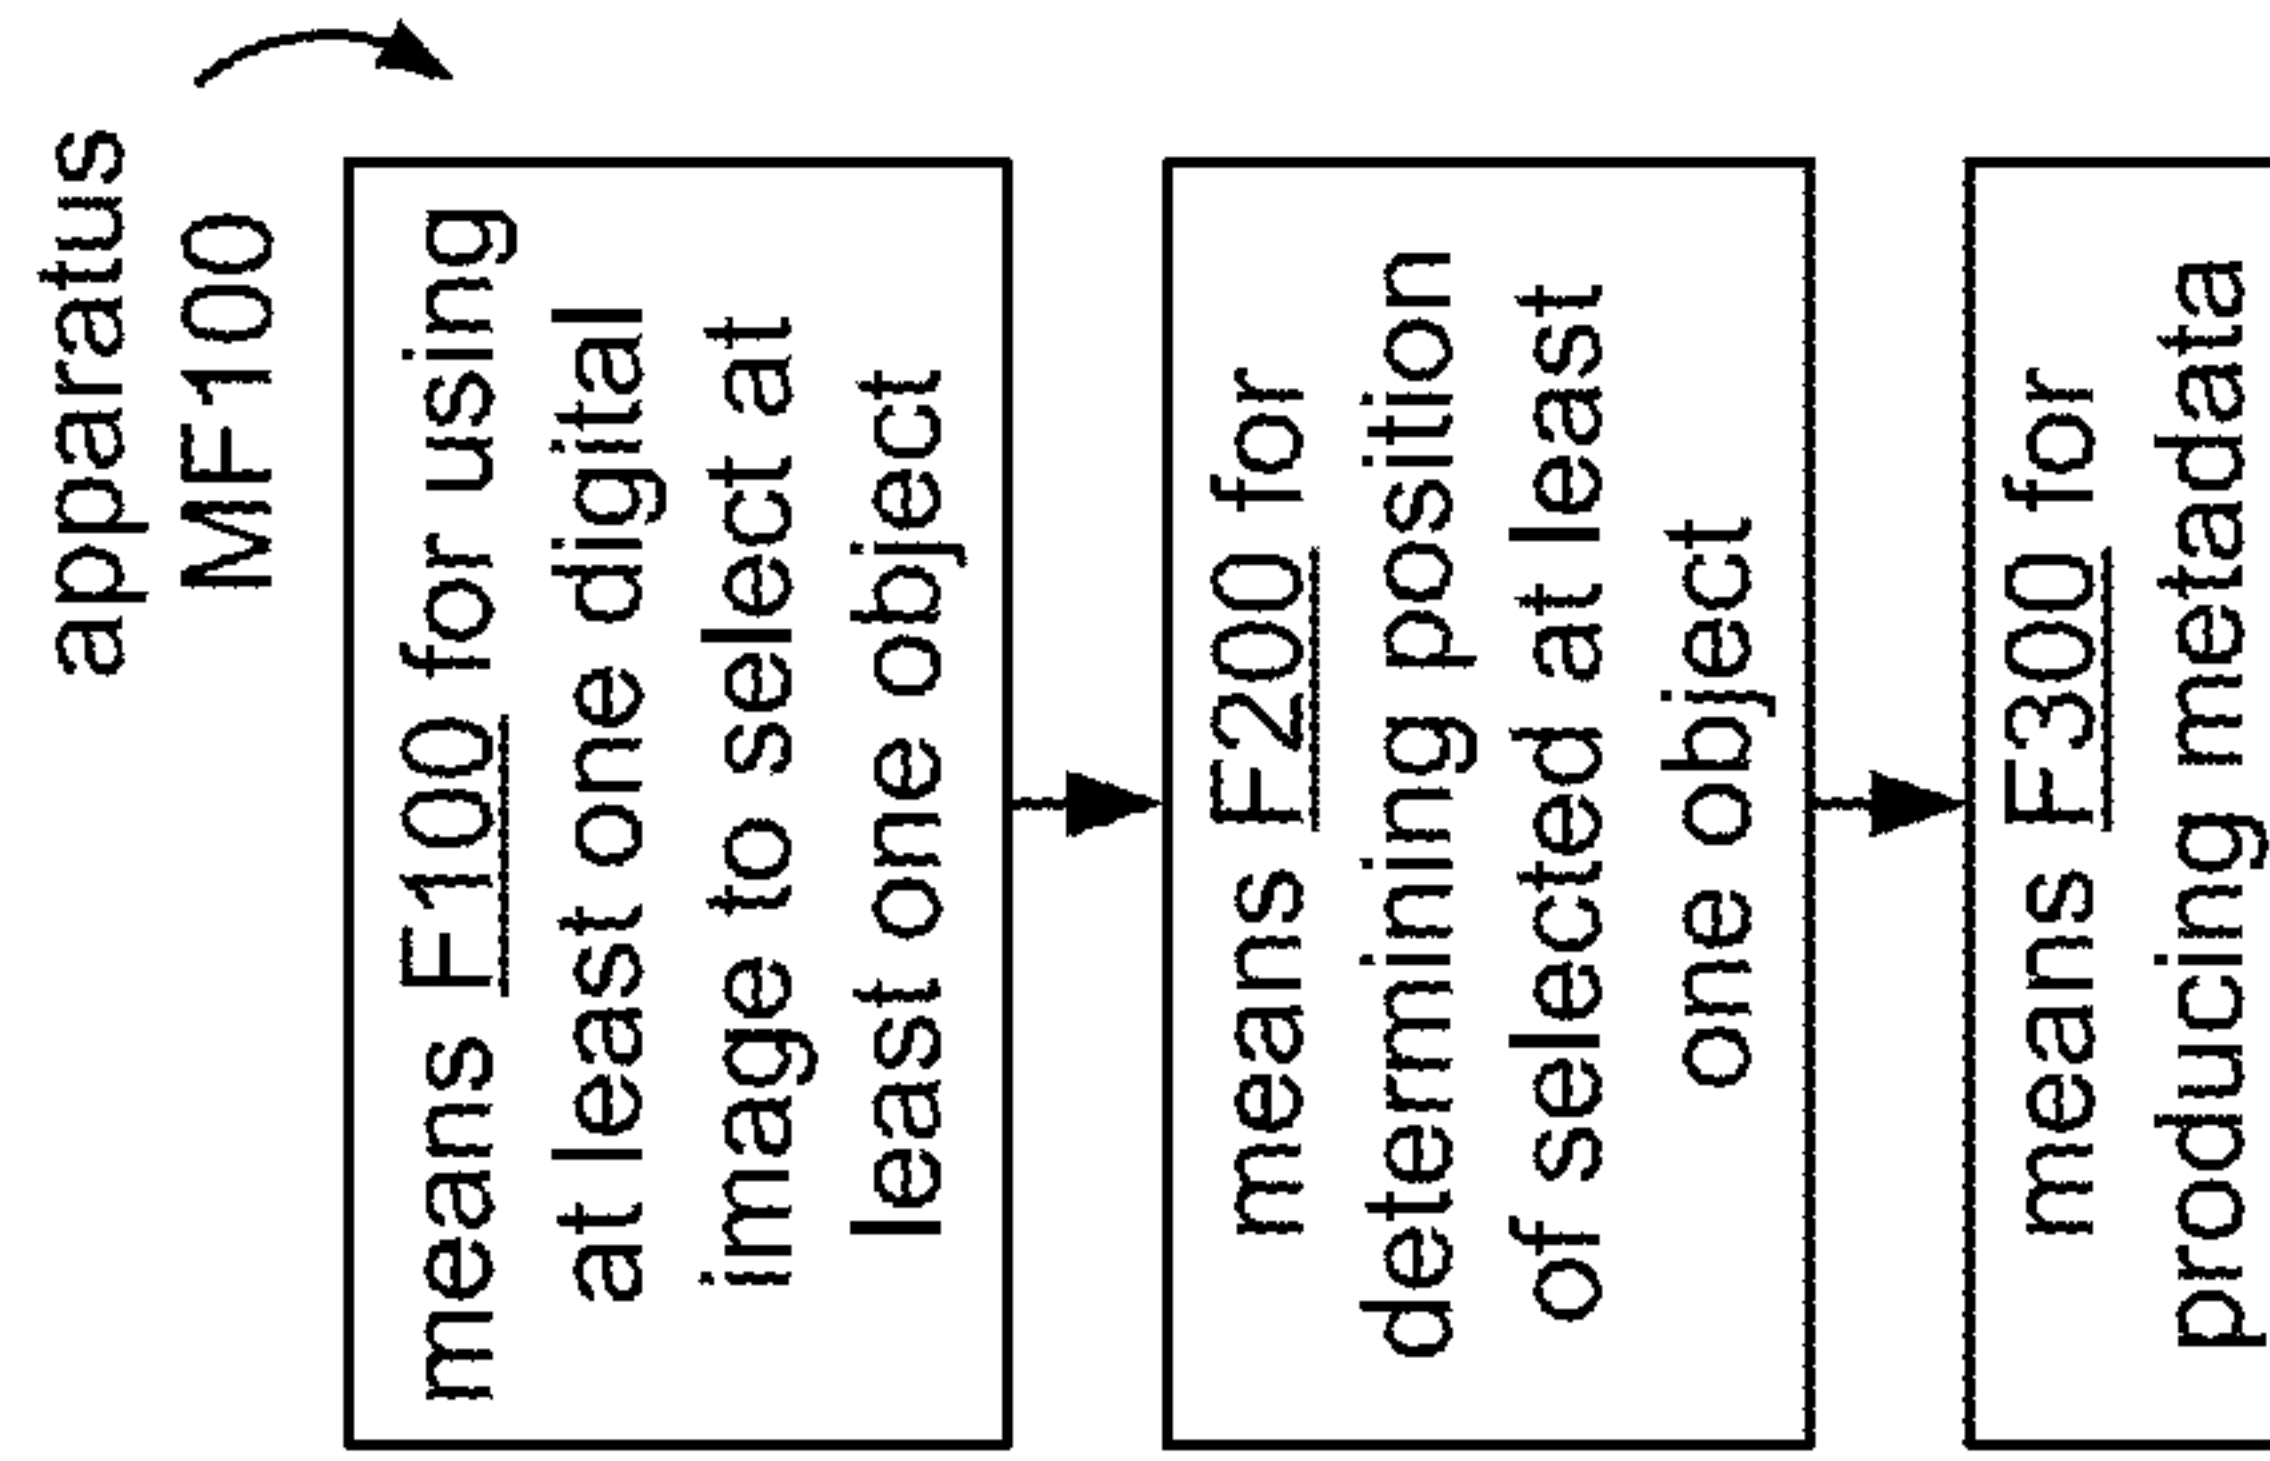 apparatus
MF100
means F100 for using
at least one digital
image to select at
least one object
means F200 for
determining position
of selected at least
one object
means F300 for
producing metadata